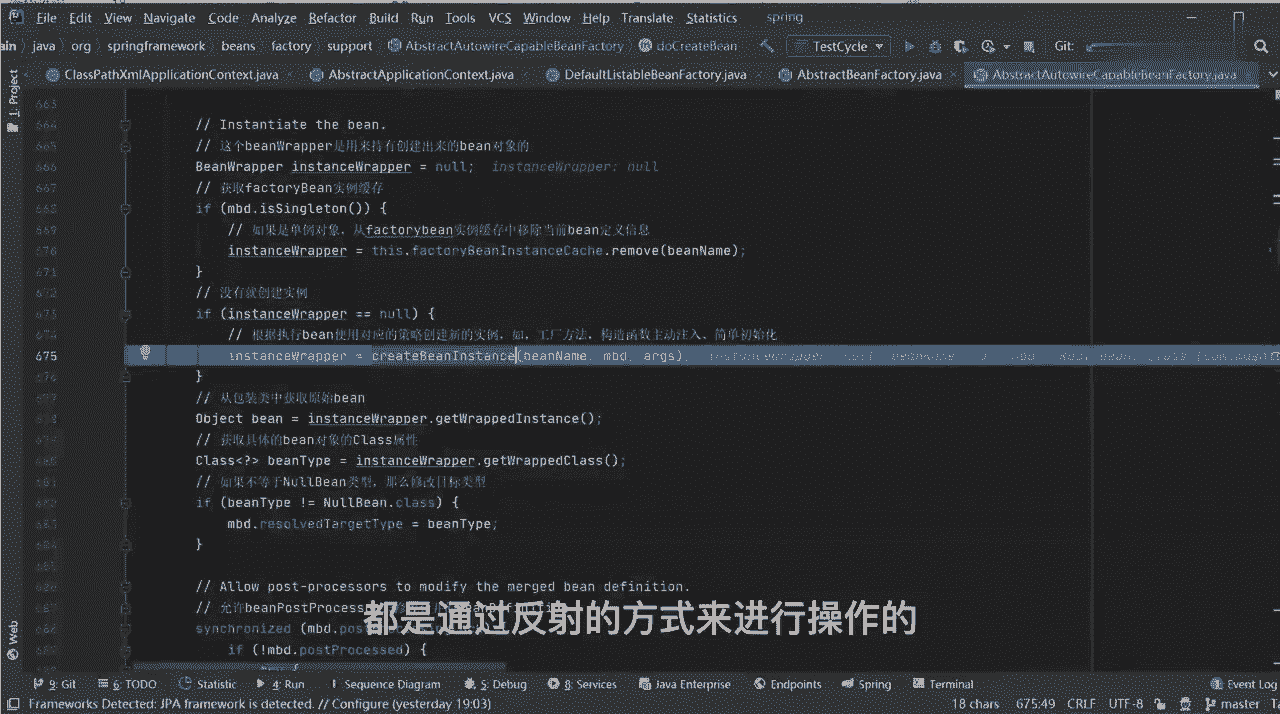 File Edit View Navigate Code Analyze Refactor Build Run Tools VCS Window Help Translate Statistics spring
ain java org springframework beans factory support AbstractAutowireCapableBeanFactory doCreateBean TestCycle Git:
ClassPathXmlApplicationContext.java AbstractApplicationContext.java DefaultListableBeanFactory.java AbstractBeanFactory.java AbstractAutowireCapableBeanFactory.java
1: Project
663
664 // Instantiate the bean.
665 // 这个beanWrapper是用来持有创建出来的bean对象的
666 BeanWrapper instanceWrapper = null; instanceWrapper: null
667 // 获取factoryBean实例缓存
668 if (mbd.isSingleton()) {
669 // 如果是单例对象，从factorybean实例缓存中移除当前bean定义信息
670 instanceWrapper = this.factoryBeanInstanceCache.remove(beanName);
671 }
672 // 没有就创建实例
673 if (instanceWrapper == null) {
674 // 根据执行bean使用对应的策略创建新的实例，如，工厂方法，构造函数主动注入、简单初始化
675 instanceWrapper = createBeanInstance(beanName, mbd, args);
676 }
677 // 从包装类中获取原始bean
678 Object bean = instanceWrapper.getWrappedInstance();
679 // 获取具体的bean对象的Class属性
680 Class<?> beanType = instanceWrapper.getWrappedClass();
681 // 如果不等于NullBean类型，那么修改目标类型
682 if (beanType != NullBean.class) {
683 mbd.resolvedTargetType = beanType;
684 }
685
686 // Allow post-processors to modify the merged bean definition.
687 // 允许beanPostProcess
688 synchronized (mbd.post
689 if (!mbd.postProcessed) {
都是通过反射的方式来进行操作的
Web
9: Git 6: TODO Statistic 4: Run Sequence Diagram 5: Debug 8: Services Java Enterprise Endpoints Spring Terminal Event Log
Frameworks Detected: JPA framework is detected. // Configure (yesterday 19:03) 18 chars 675:49 CRLF UTF-8 master